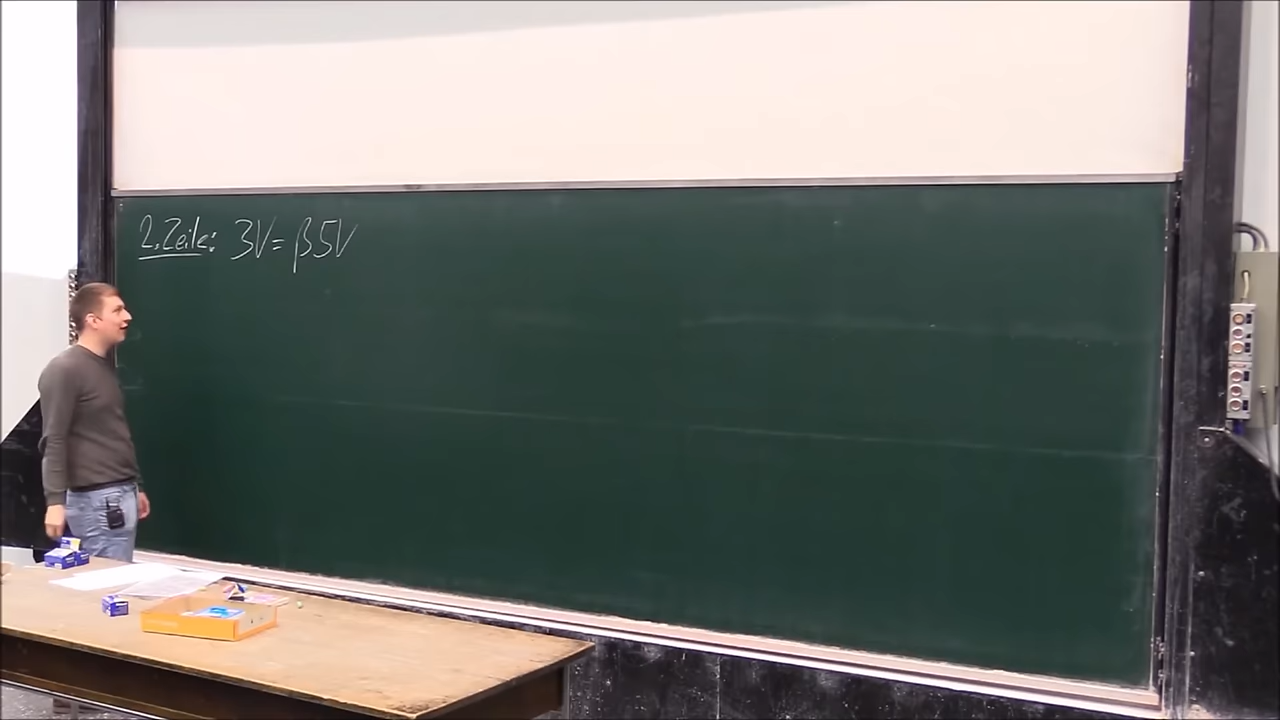 2. Zeile: 3V = β5V